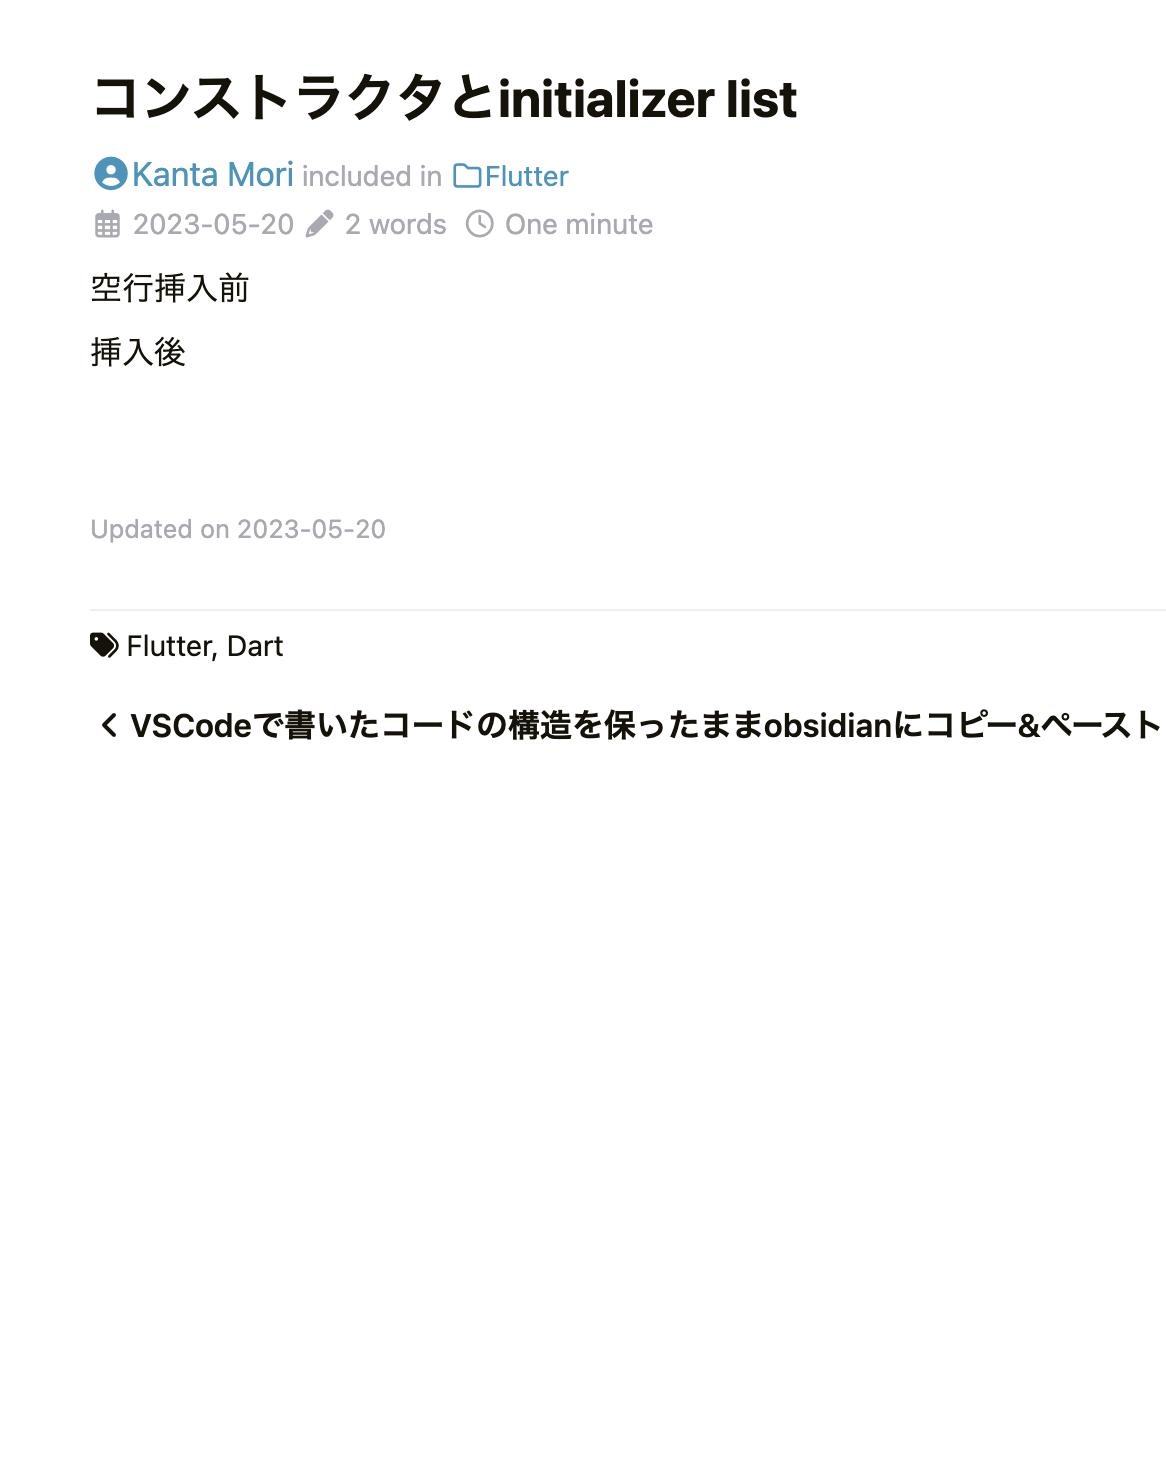 コンストラクタとinitializer list
Kanta Mori included in Flutter
2023-05-20 2 words One minute
空行挿入前
挿入後
Updated on 2023-05-20
Flutter, Dart
VSCodeで書いたコードの構造を保ったままobsidianにコピー&ペースト